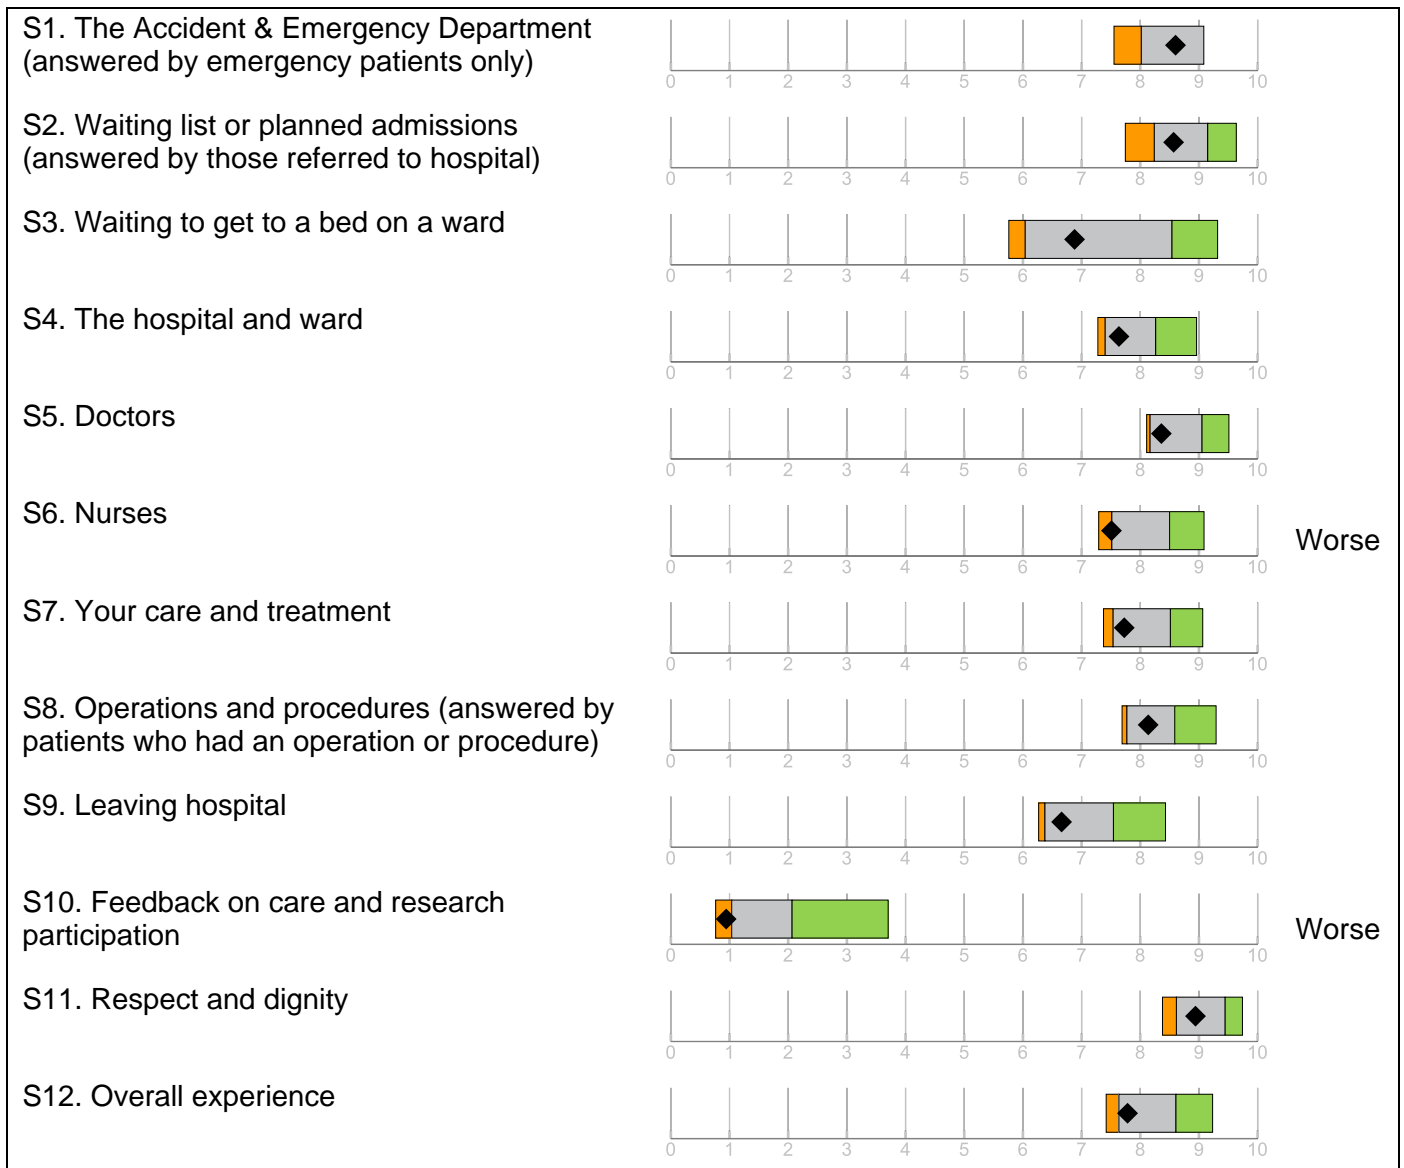 S1. The Accident & Emergency Department
(answered by emergency patients only)
0 1 2 3 4 5 6 7 8 9 10
S2. Waiting list or planned admissions
(answered by those referred to hospital)
0 1 2 3 4 5 6 7 8 9 10
S3. Waiting to get to a bed on a ward
0 1 2 3 4 5 6 7 8 9 10
S4. The hospital and ward
0 1 2 3 4 5 6 7 8 9 10
S5. Doctors
0 1 2 3 4 5 6 7 8 9 10
S6. Nurses
Worse
0 1 2 3 4 5 6 7 8 9 10
S7. Your care and treatment
0 1 2 3 4 5 6 7 8 9 10
S8. Operations and procedures (answered by
patients who had an operation or procedure)
0 1 2 3 4 5 6 7 8 9 10
S9. Leaving hospital
0 1 2 3 4 5 6 7 8 9 10
S10. Feedback on care and research
participation
Worse
0 1 2 3 4 5 6 7 8 9 10
S11. Respect and dignity
0 1 2 3 4 5 6 7 8 9 10
S12. Overall experience
0 1 2 3 4 5 6 7 8 9 10